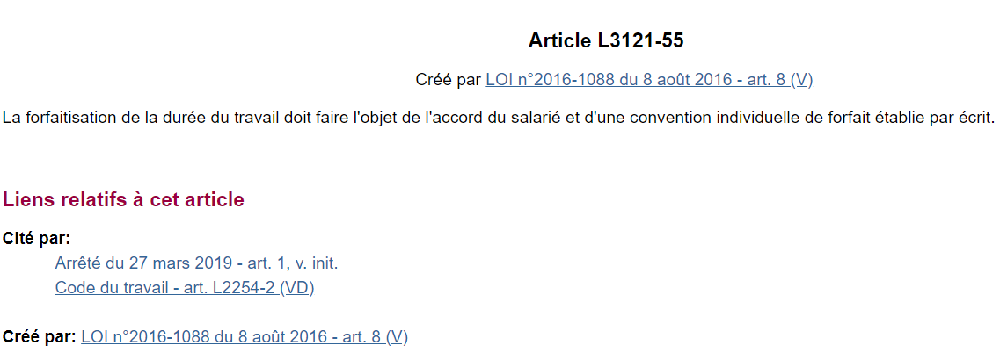 Article L3121-55
Créé par LOI n°2016-1088 du 8 août 2016 - art. 8 (V)
La forfaitisation de la durée du travail doit faire l'objet de l'accord du salarié et d'une convention individuelle de forfait établie par écrit.
Liens relatifs à cet article
Cité par:
Arrêté du 27 mars 2019 - art. 1, v. init.
Code du travail - art. L2254-2 (VD)
Créé par: LOI n°2016-1088 du 8 août 2016 - art. 8 (V)